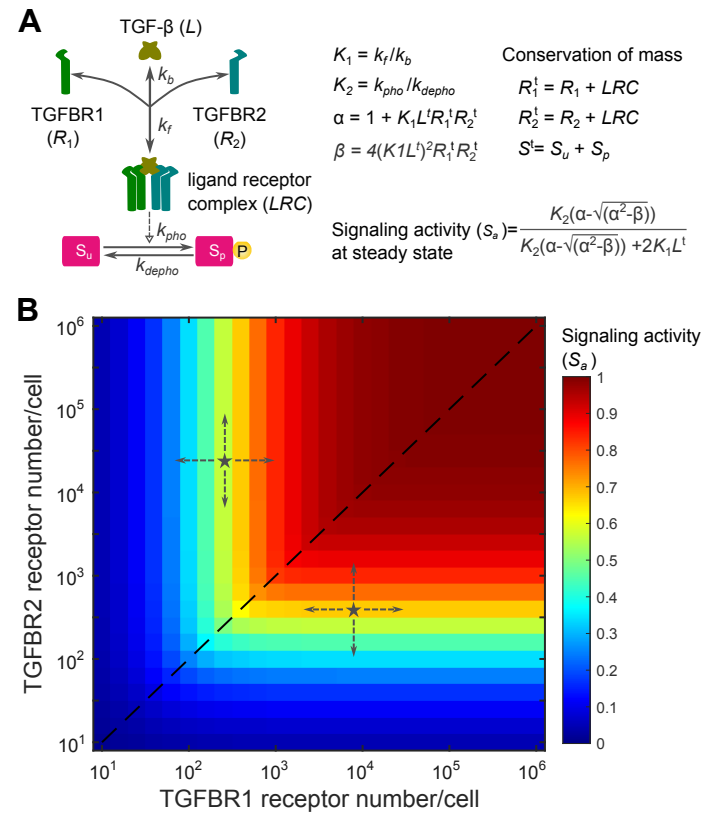 A
TGF-β (L)
k_b
TGFBR1
(R_1)
TGFBR2
(R_2)
k_f
ligand receptor
complex (LRC)
k_pho
S_u
S_p
P
k_depho
K_1 = k_f/k_b
K_2 = k_pho/k_depho
α = 1 + K_1L^tR_1^tR_2^t
β = 4(K1L^t)^2R_1^tR_2^t
Conservation of mass
R_1^t = R_1 + LRC
R_2^t = R_2 + LRC
S^t= S_u + S_p
Signaling activity (S_a)=
at steady state
K_2(α-√(α^2-β))
K_2(α-√(α^2-β)) +2K_1L^t
B
TGFBR2 receptor number/cell
10^6
10^5
10^4
10^3
10^2
10^1
10^1
10^2
10^3
10^4
10^5
10^6
TGFBR1 receptor number/cell
Signaling activity
(S_a)
1
0.9
0.8
0.7
0.6
0.5
0.4
0.3
0.2
0.1
0